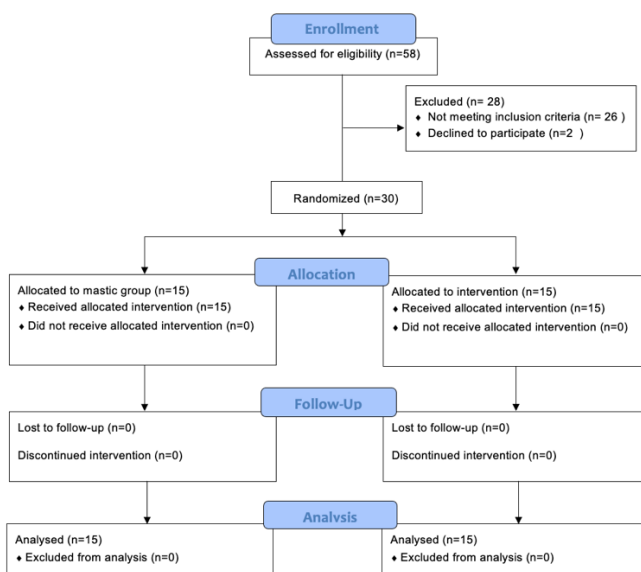 Enrollment
Assessed for eligibility (n=58)
Excluded (n= 28)
♦ Not meeting inclusion criteria (n= 26 )
♦ Declined to participate (n=2 )
Randomized (n=30)
Allocation
Allocated to mastic group (n=15)
♦ Received allocated intervention (n=15)
♦ Did not receive allocated intervention (n=0)
Allocated to intervention (n=15)
♦ Received allocated intervention (n=15)
♦ Did not receive allocated intervention (n=0)
Follow-Up
Lost to follow-up (n=0)
Discontinued intervention (n=0)
Lost to follow-up (n=0)
Discontinued intervention (n=0)
Analysis
Analysed (n=15)
♦ Excluded from analysis (n=0)
Analysed (n=15)
♦ Excluded from analysis (n=0)